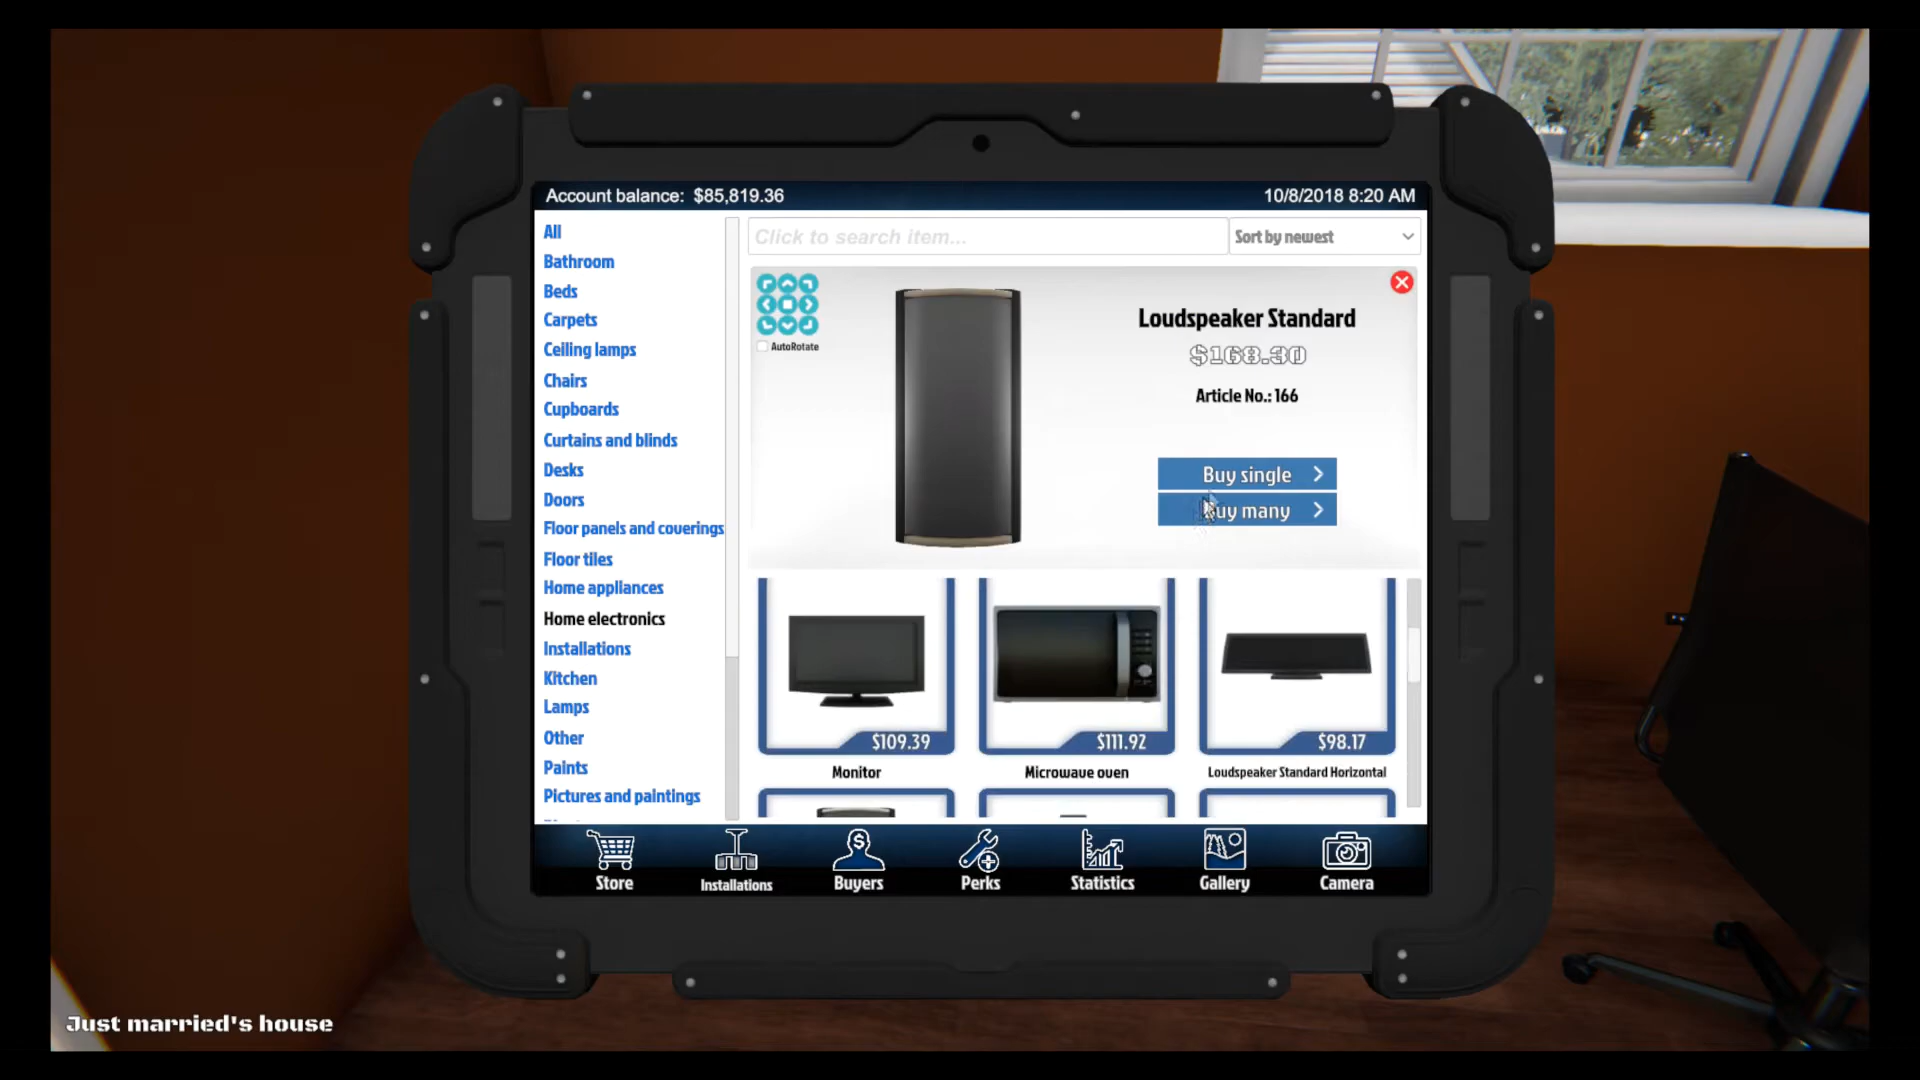 Account balance: $85,819.36
10/8/2018 8:20 AM
All
Bathroom
Beds
Carpets
Ceiling lamps
Chairs
Cupboards
Curtains and blinds
Desks
Doors
Floor panels and coverings
Floor tiles
Home appliances
Home electronics
Installations
Kitchen
Lamps
Other
Paints
Pictures and paintings
Click to search item...
Sort by newest
AutoRotate
Loudspeaker Standard
$168.30
Article No.: 166
Buy single
Buy many
$109.39
$111.92
$98.17
Monitor
Microwave oven
Loudspeaker Standard Horizontal
Store
Installations
Buyers
Perks
Statistics
Gallery
Camera
Just married's house